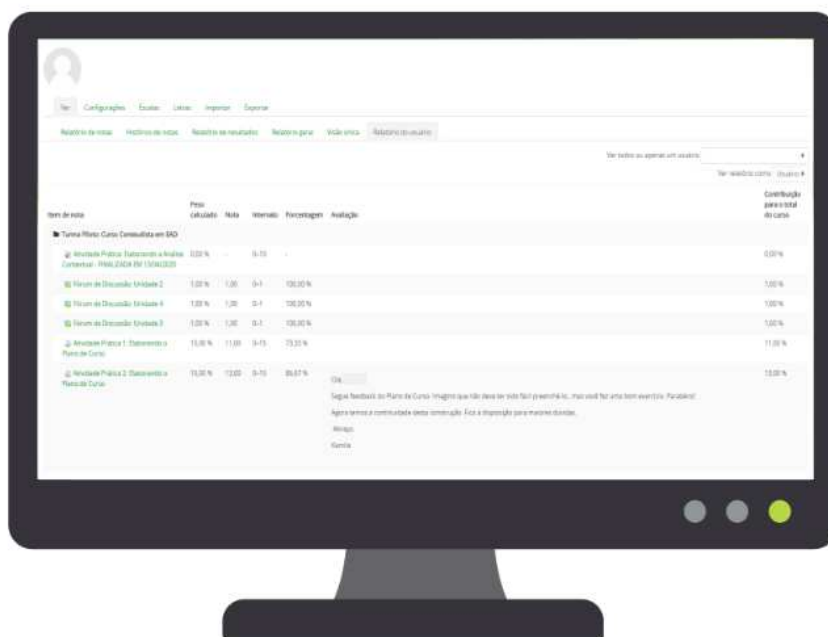 Ver Configurações Escalas Letras Importar Exportar
Relatório de notas Histórico de notas Relatório de resultados Relatório geral Visão única Relatório do usuário
Ver todos ou apenas um usuário
Ver relatório como Usuário
Item de nota Peso calculado Nota Intervalo Porcentagem Avaliação Contribuição para o total do curso
Turma Piloto: Curso Conteudista em EAD
Atividade Prática: Elaborando a Análise 0,00 % - 0–15 - 0,00 %
Contextual - FINALIZADA EM
Fórum de Discussão: Unidade 2 1,00 % 1,00 0–1 100,00 % 1,00 %
Fórum de Discussão: Unidade 4 1,00 % 1,00 0–1 100,00 % 1,00 %
Fórum de Discussão: Unidade 3 1,00 % 1,00 0–1 100,00 % 1,00 %
Atividade Prática 1: Elaborando o 15,00 % 11,00 0–15 73,33 % 11,00 %
Plano de Curso
Atividade Prática 2: Elaborando o 15,00 % 13,00 0–15 86,67 % 13,00 %
Plano de Curso
Olá,
Segue feedback do Plano de Curso. Imagino que não deve ter sido fácil preenchê-lo, mas você fez um bom exercício. Parabéns!
Agora temos a continuidade desta construção. Fico à disposição para maiores dúvidas.
Abraço
Kamila